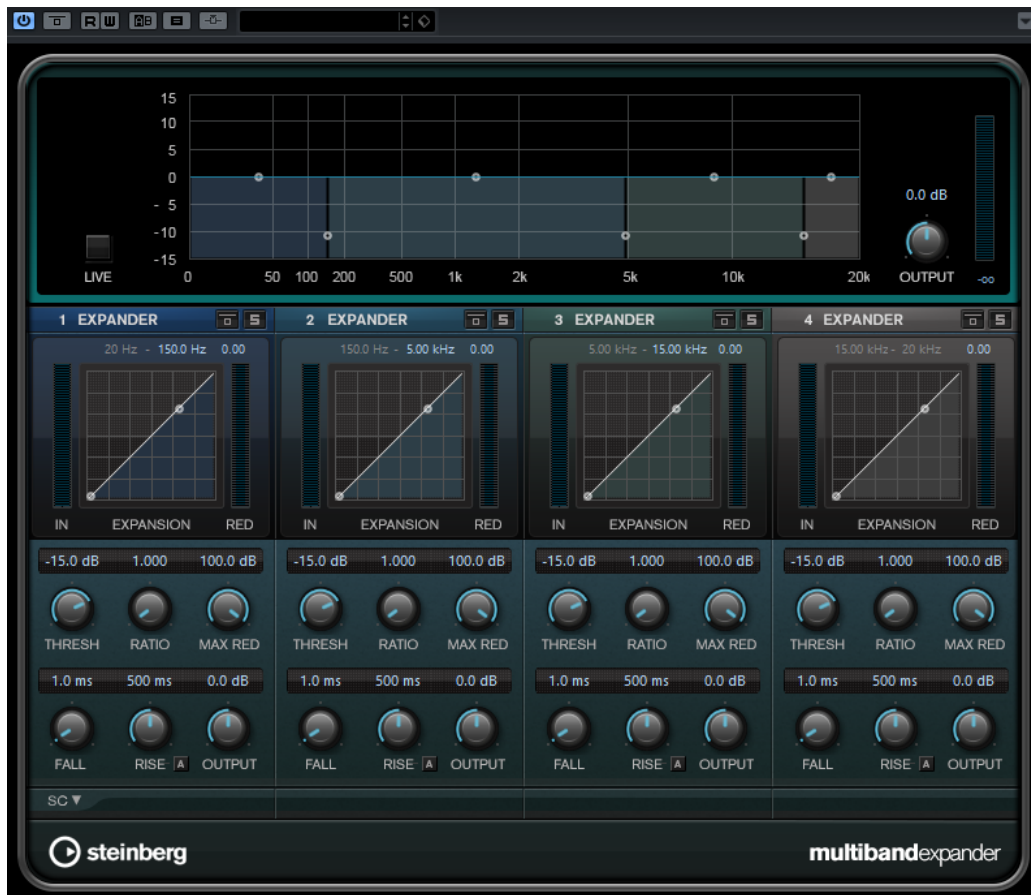 R W AB
15
10
5
0
- 5
-10
-15
0 50 100 200 500 1k 2k 5k 10k 20k
LIVE
0.0 dB
OUTPUT -oo
1 EXPANDER S 2 EXPANDER S 3 EXPANDER S 4 EXPANDER S
20 Hz - 150.0 Hz 0.00 150.0 Hz - 5.00 kHz 0.00 5.00 kHz - 15.00 kHz 0.00 15.00 kHz - 20 kHz 0.00
IN EXPANSION RED IN EXPANSION RED IN EXPANSION RED IN EXPANSION RED
-15.0 dB 1.000 100.0 dB -15.0 dB 1.000 100.0 dB -15.0 dB 1.000 100.0 dB -15.0 dB 1.000 100.0 dB
THRESH RATIO MAX RED THRESH RATIO MAX RED THRESH RATIO MAX RED THRESH RATIO MAX RED
1.0 ms 500 ms 0.0 dB 1.0 ms 500 ms 0.0 dB 1.0 ms 500 ms 0.0 dB 1.0 ms 500 ms 0.0 dB
FALL RISE A OUTPUT FALL RISE A OUTPUT FALL RISE A OUTPUT FALL RISE A OUTPUT
SC ▼
steinberg multibandexpander